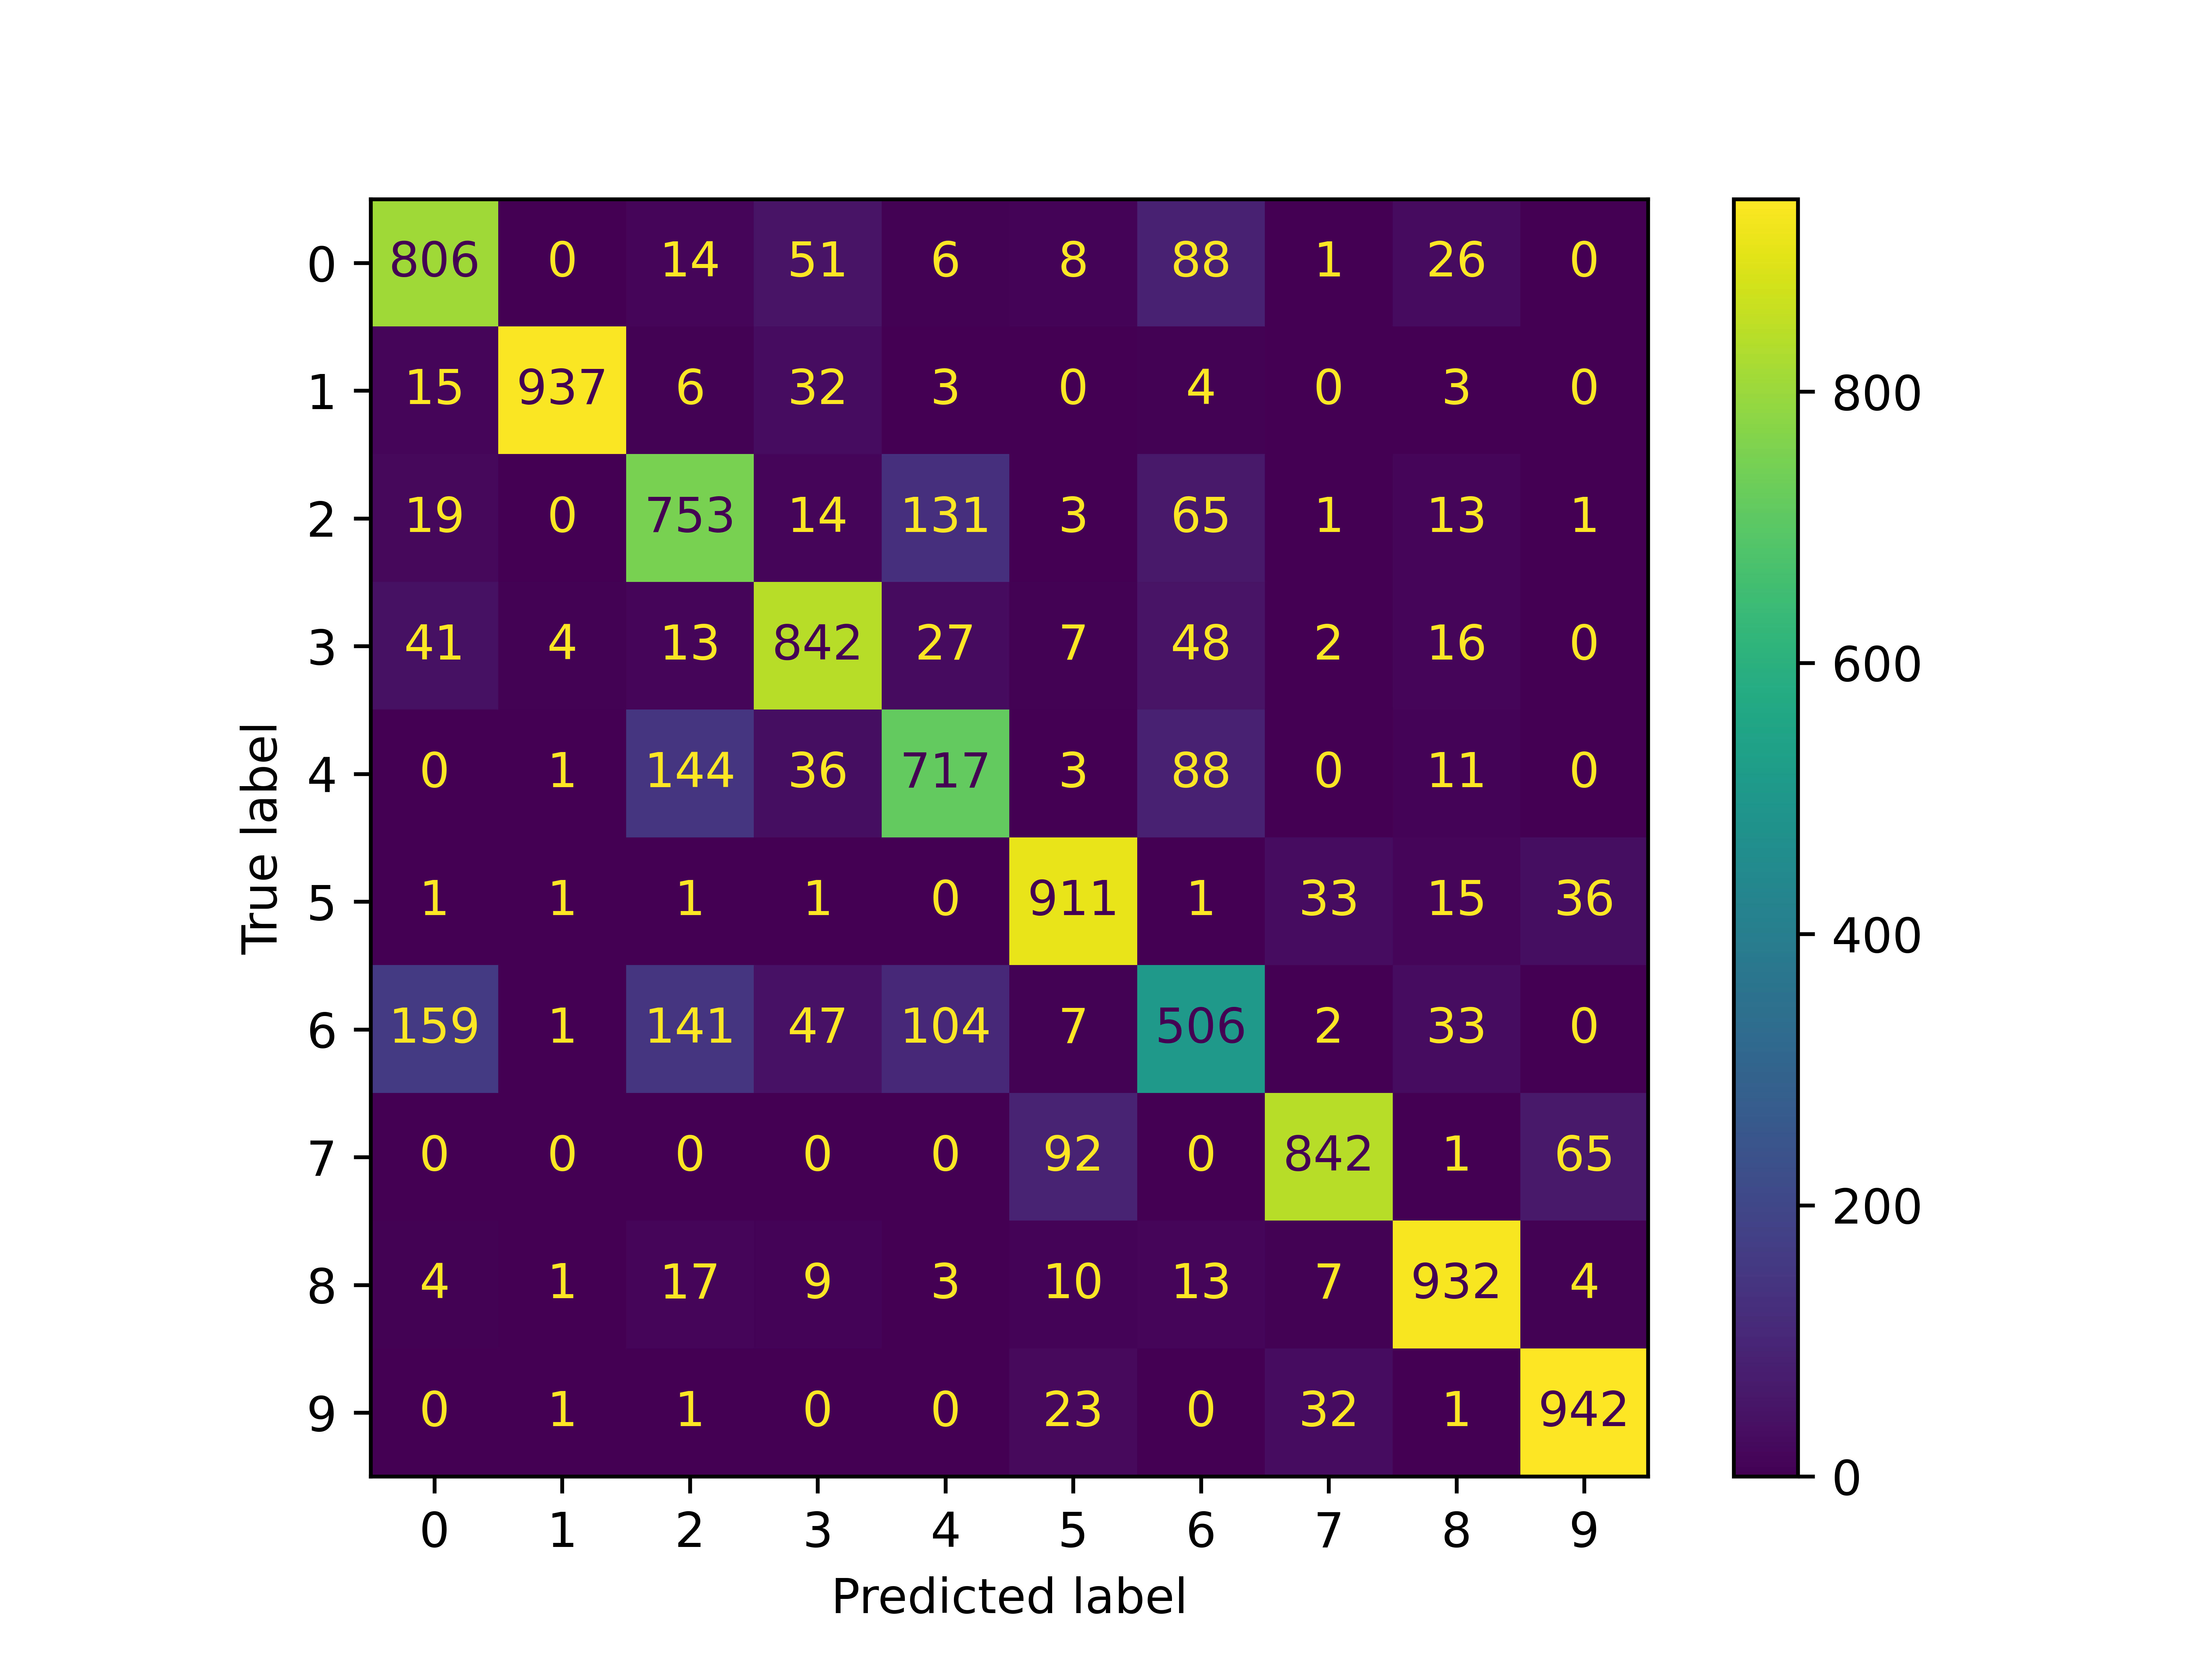 0 806 0 14 51 6 8 88 1 26 0
1 15 937 6 32 3 0 4 0 3 0
2 19 0 753 14 131 3 65 1 13 1
3 41 4 13 842 27 7 48 2 16 0
4 0 1 144 36 717 3 88 0 11 0
5 1 1 1 1 0 911 1 33 15 36
6 159 1 141 47 104 7 506 2 33 0
7 0 0 0 0 0 92 0 842 1 65
8 4 1 17 9 3 10 13 7 932 4
9 0 1 1 0 0 23 0 32 1 942
0 1 2 3 4 5 6 7 8 9
Predicted label
True label
800
600
400
200
0